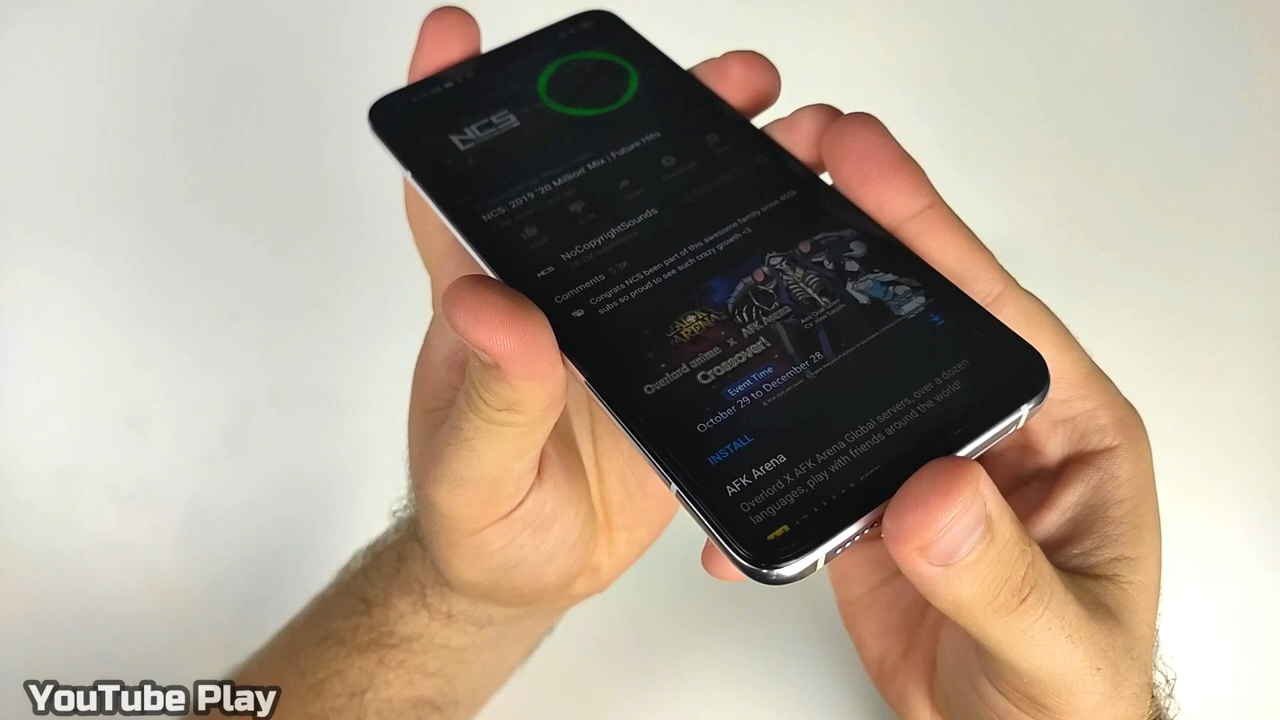 NCS
NCS: 2019 '20 Million' Mix | Future Hits
NoCopyrightSounds
NCS
Comments 5.3K
Congrats NCS been part of this awesome family since 400k
subs so proud to see such crazy growth <3
AFK
ARENA
Overlord anime x AFK Arena
Crossover!
Event Time
October 29 to December 28
INSTALL
AFK Arena
Overlord X AFK Arena Global servers, over a dozen
languages, play with friends around the world!
YouTube Play